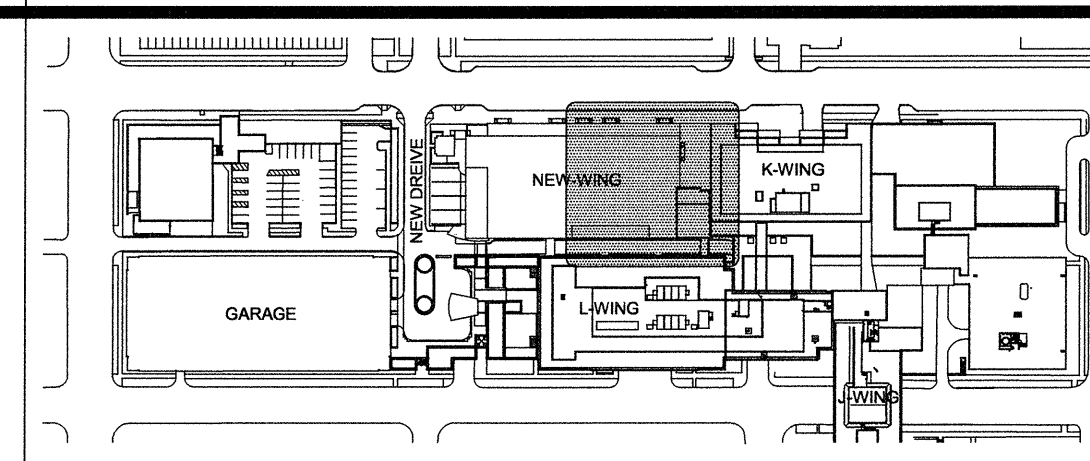 NEW DREIVE
NEW-WING
K-WING
GARAGE
L-WING
J-WING